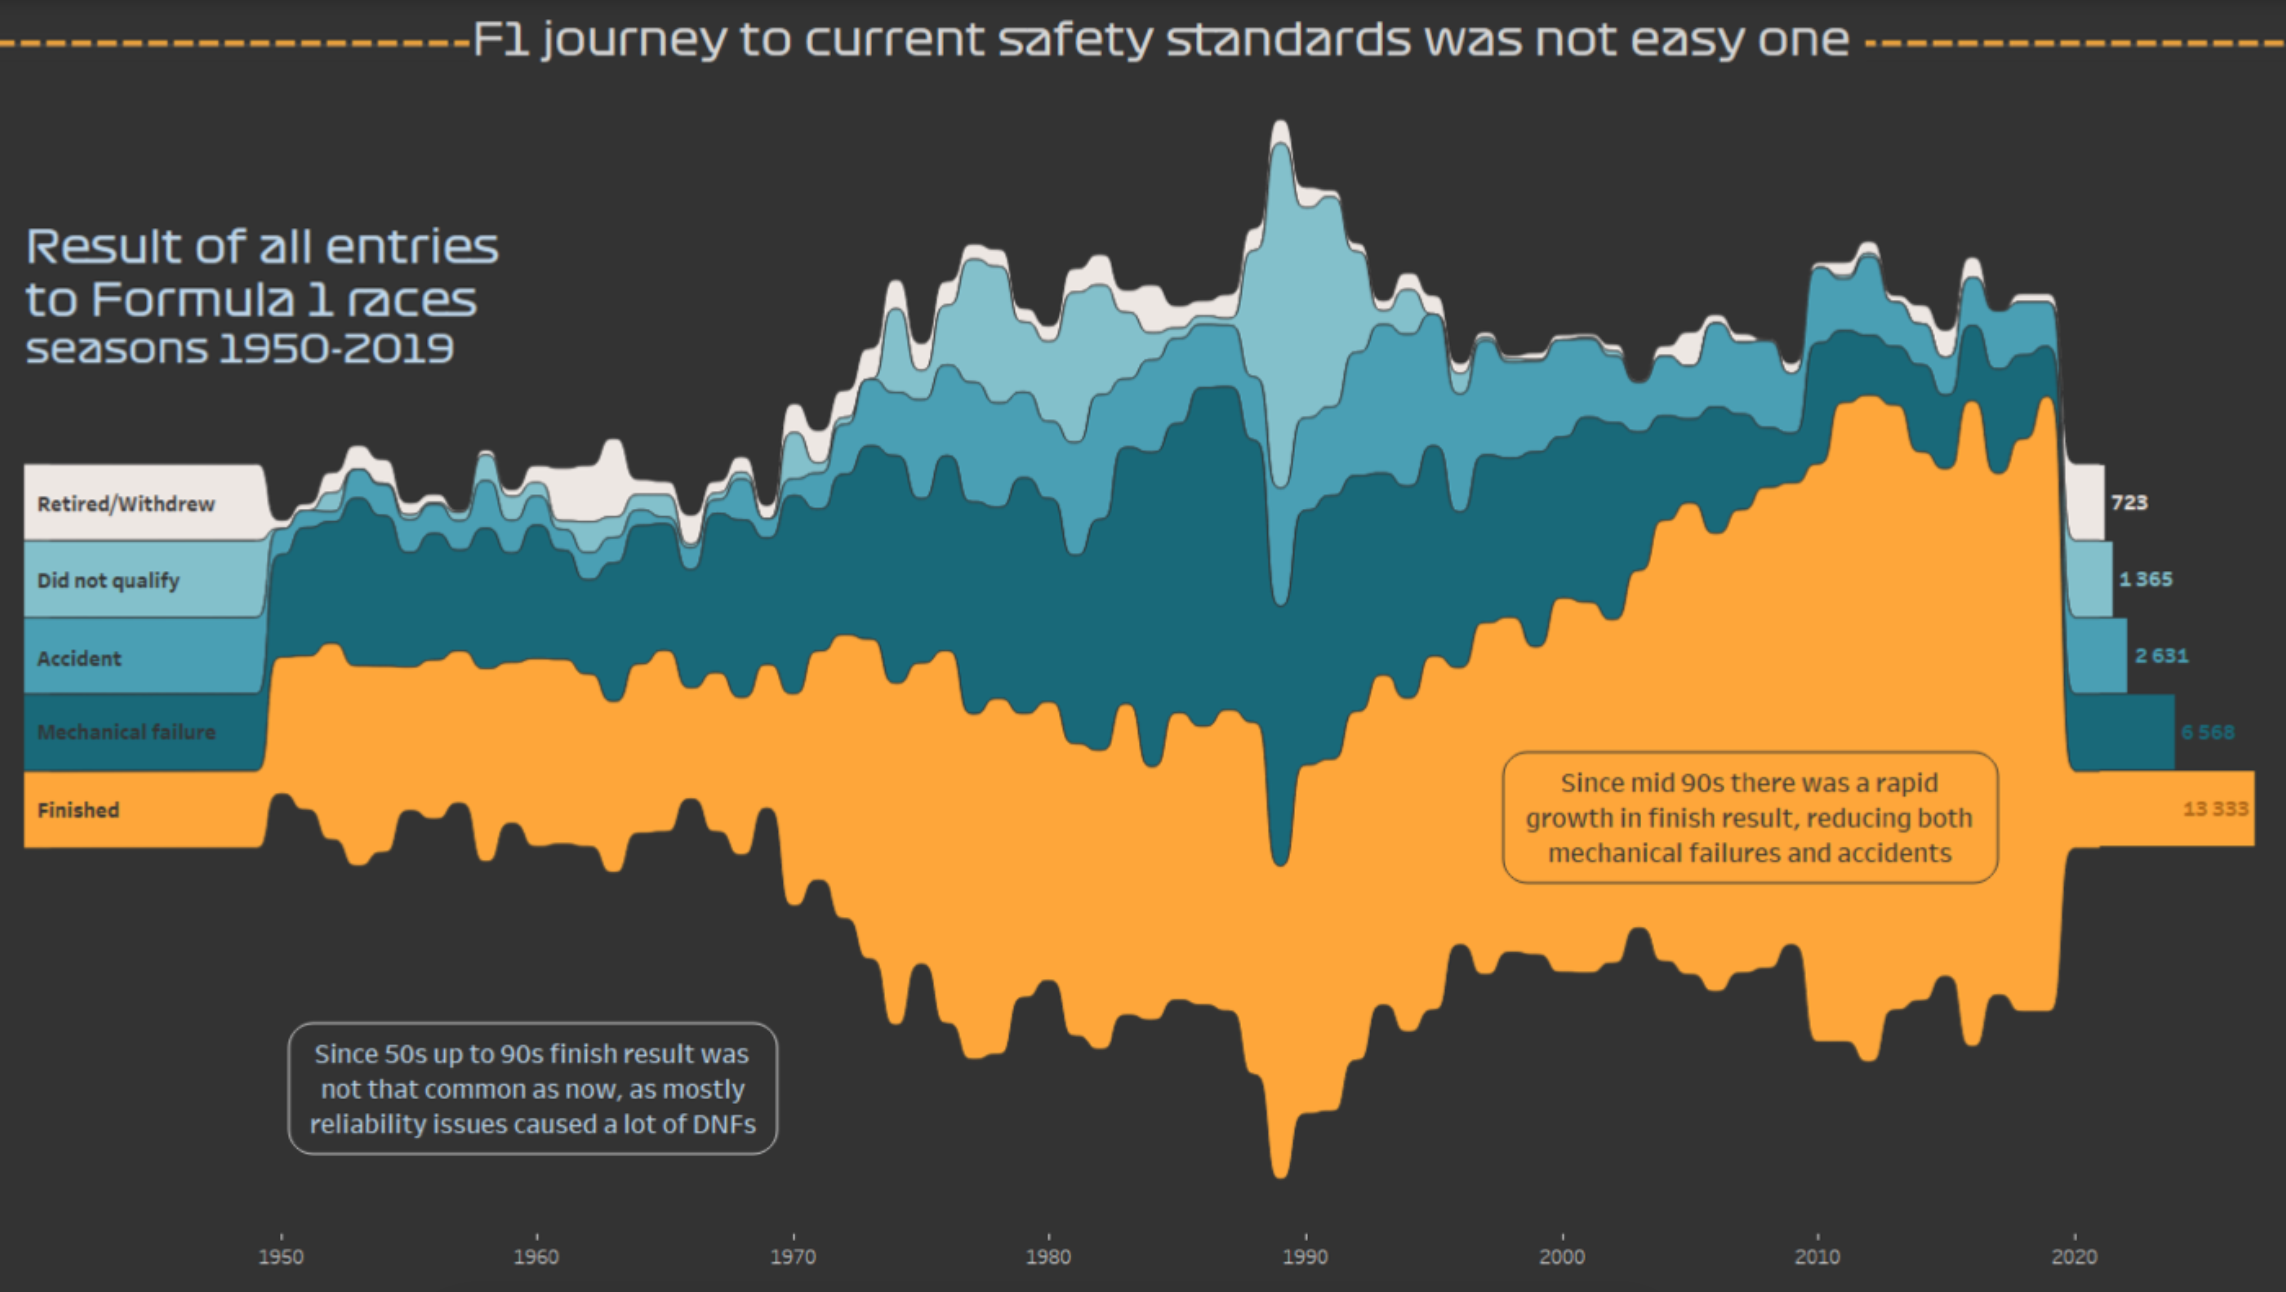 F1 journey to current safety standards was not easy one
Result of all entries
to Formula 1 races
seasons 1950-2019
Retired/Withdrew
Did not qualify
Accident
Mechanical failure
Finished
723
1 365
2 631
6 568
13 333
Since mid 90s there was a rapid
growth in finish result, reducing both
mechanical failures and accidents
Since 50s up to 90s finish result was
not that common as now, as mostly
reliability issues caused a lot of DNFs
1950
1960
1970
1980
1990
2000
2010
2020